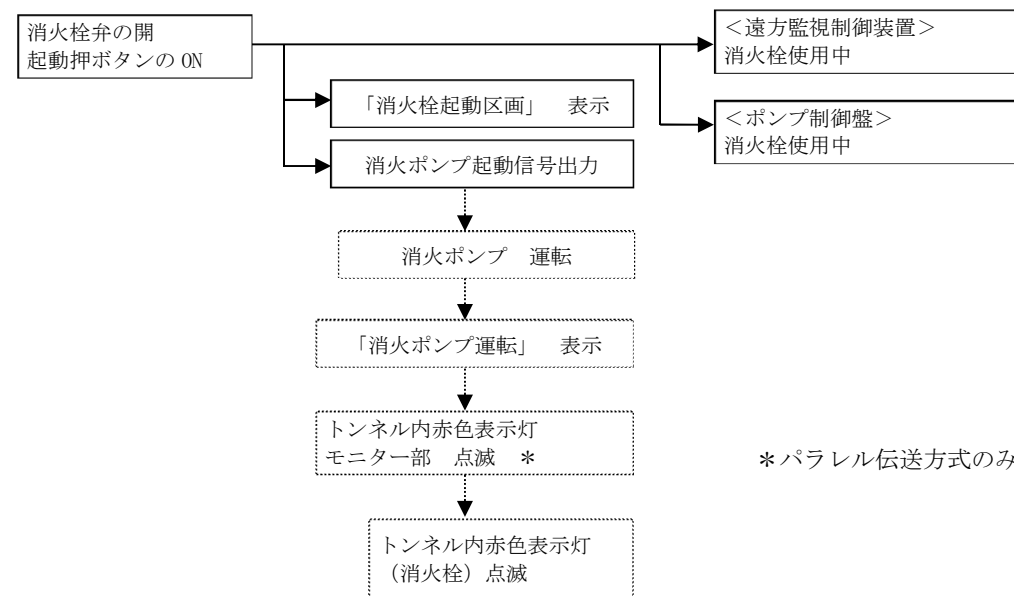 消火栓弁の開
起動押ボタンの ON
＜遠方監視制御装置＞
消火栓使用中
「消火栓起動区画」　表示
＜ポンプ制御盤＞
消火栓使用中
消火ポンプ起動信号出力
消火ポンプ　運転
「消火ポンプ運転」　表示
トンネル内赤色表示灯
モニター部　点滅　＊
＊パラレル伝送方式のみ
トンネル内赤色表示灯
（消火栓）点滅